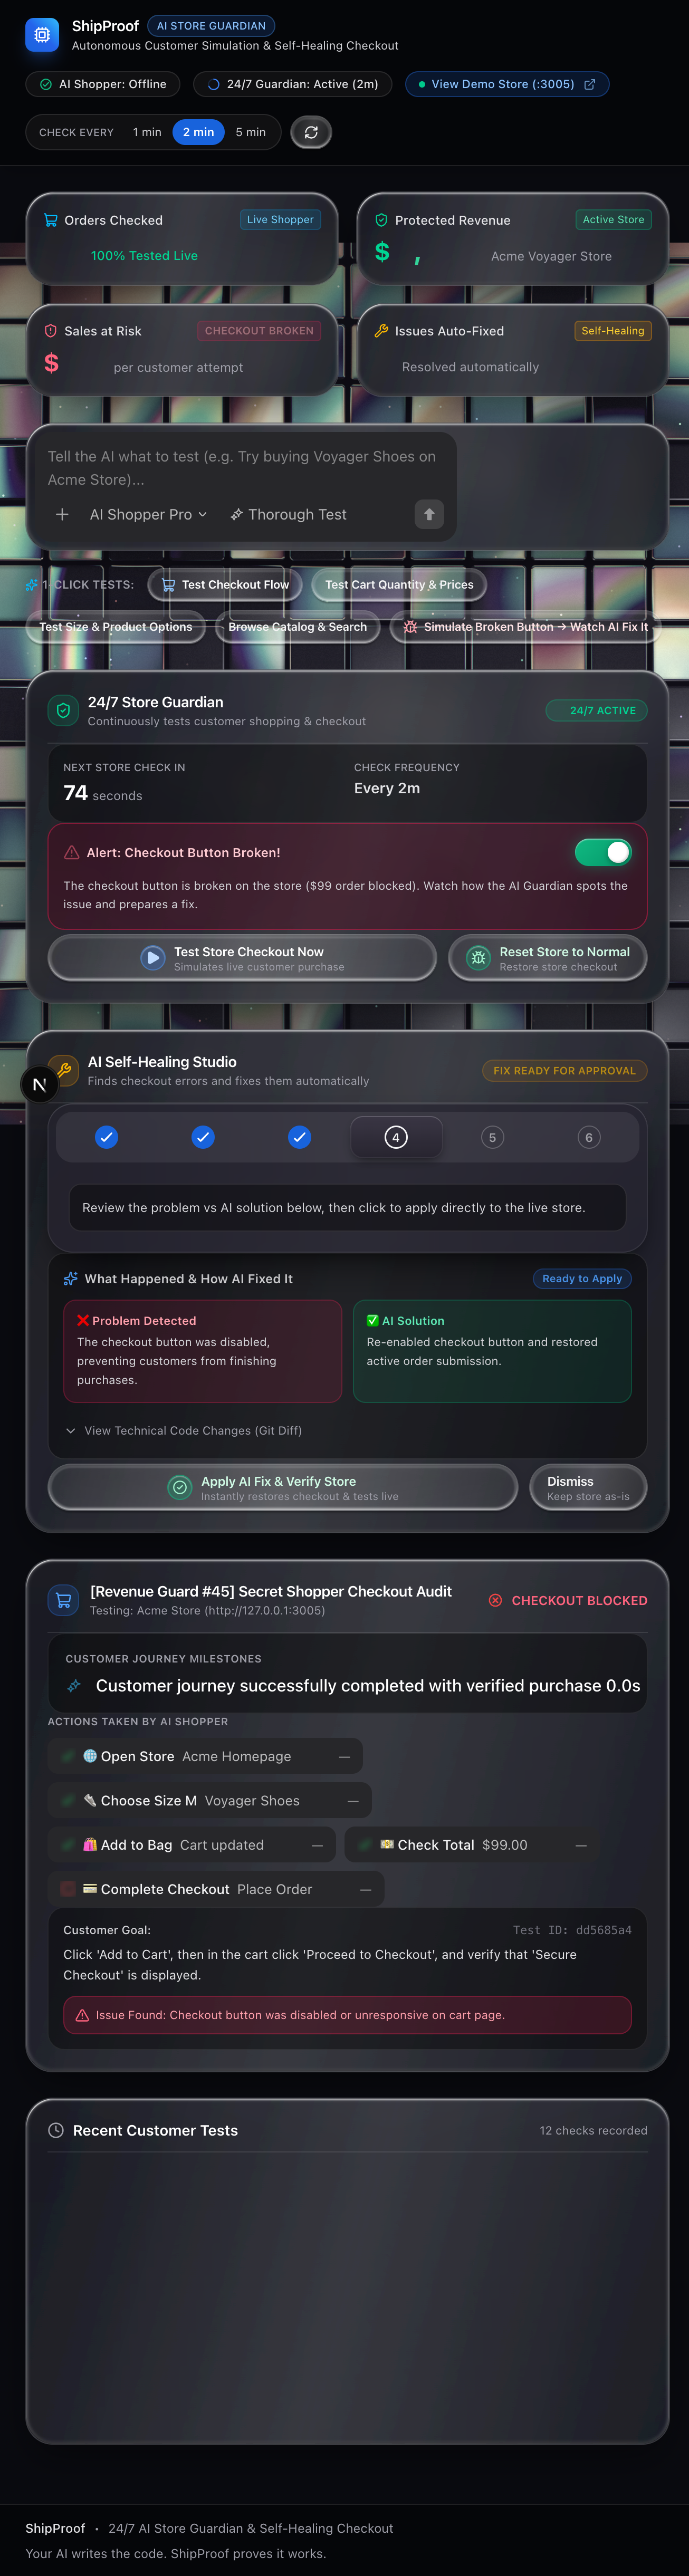 ShipProof AI STORE GUARDIAN
Autonomous Customer Simulation & Self-Healing Checkout
AI Shopper: Offline
24/7 Guardian: Active (2m)
View Demo Store (:3005)
CHECK EVERY 1 min 2 min 5 min
Orders Checked Live Shopper
100% Tested Live
Protected Revenue Active Store
$ , Acme Voyager Store
Sales at Risk CHECKOUT BROKEN
$ per customer attempt
Issues Auto-Fixed Self-Healing
Resolved automatically
Tell the AI what to test (e.g. Try buying Voyager Shoes on
Acme Store)...
AI Shopper Pro Thorough Test
1-CLICK TESTS: Test Checkout Flow Test Cart Quantity & Prices
Test Size & Product Options Browse Catalog & Search Simulate Broken Button → Watch AI Fix It
24/7 Store Guardian
Continuously tests customer shopping & checkout
24/7 ACTIVE
NEXT STORE CHECK IN
74 seconds
CHECK FREQUENCY
Every 2m
Alert: Checkout Button Broken!
The checkout button is broken on the store ($99 order blocked). Watch how the AI Guardian spots the
issue and prepares a fix.
Test Store Checkout Now
Simulates live customer purchase
Reset Store to Normal
Restore store checkout
N
AI Self-Healing Studio
Finds checkout errors and fixes them automatically
FIX READY FOR APPROVAL
4 5 6
Review the problem vs AI solution below, then click to apply directly to the live store.
What Happened & How AI Fixed It Ready to Apply
❌ Problem Detected
The checkout button was disabled,
preventing customers from finishing
purchases.
✅ AI Solution
Re-enabled checkout button and restored
active order submission.
View Technical Code Changes (Git Diff)
Apply AI Fix & Verify Store
Instantly restores checkout & tests live
Dismiss
Keep store as-is
[Revenue Guard #45] Secret Shopper Checkout Audit
Testing: Acme Store (http://127.0.0.1:3005)
CHECKOUT BLOCKED
CUSTOMER JOURNEY MILESTONES
Customer journey successfully completed with verified purchase 0.0s
ACTIONS TAKEN BY AI SHOPPER
🌐 Open Store Acme Homepage —
👟 Choose Size M Voyager Shoes —
🛍️ Add to Bag Cart updated —
💵 Check Total $99.00 —
💳 Complete Checkout Place Order —
Customer Goal: Test ID: dd5685a4
Click 'Add to Cart', then in the cart click 'Proceed to Checkout', and verify that 'Secure
Checkout' is displayed.
Issue Found: Checkout button was disabled or unresponsive on cart page.
Recent Customer Tests 12 checks recorded
ShipProof • 24/7 AI Store Guardian & Self-Healing Checkout
Your AI writes the code. ShipProof proves it works.